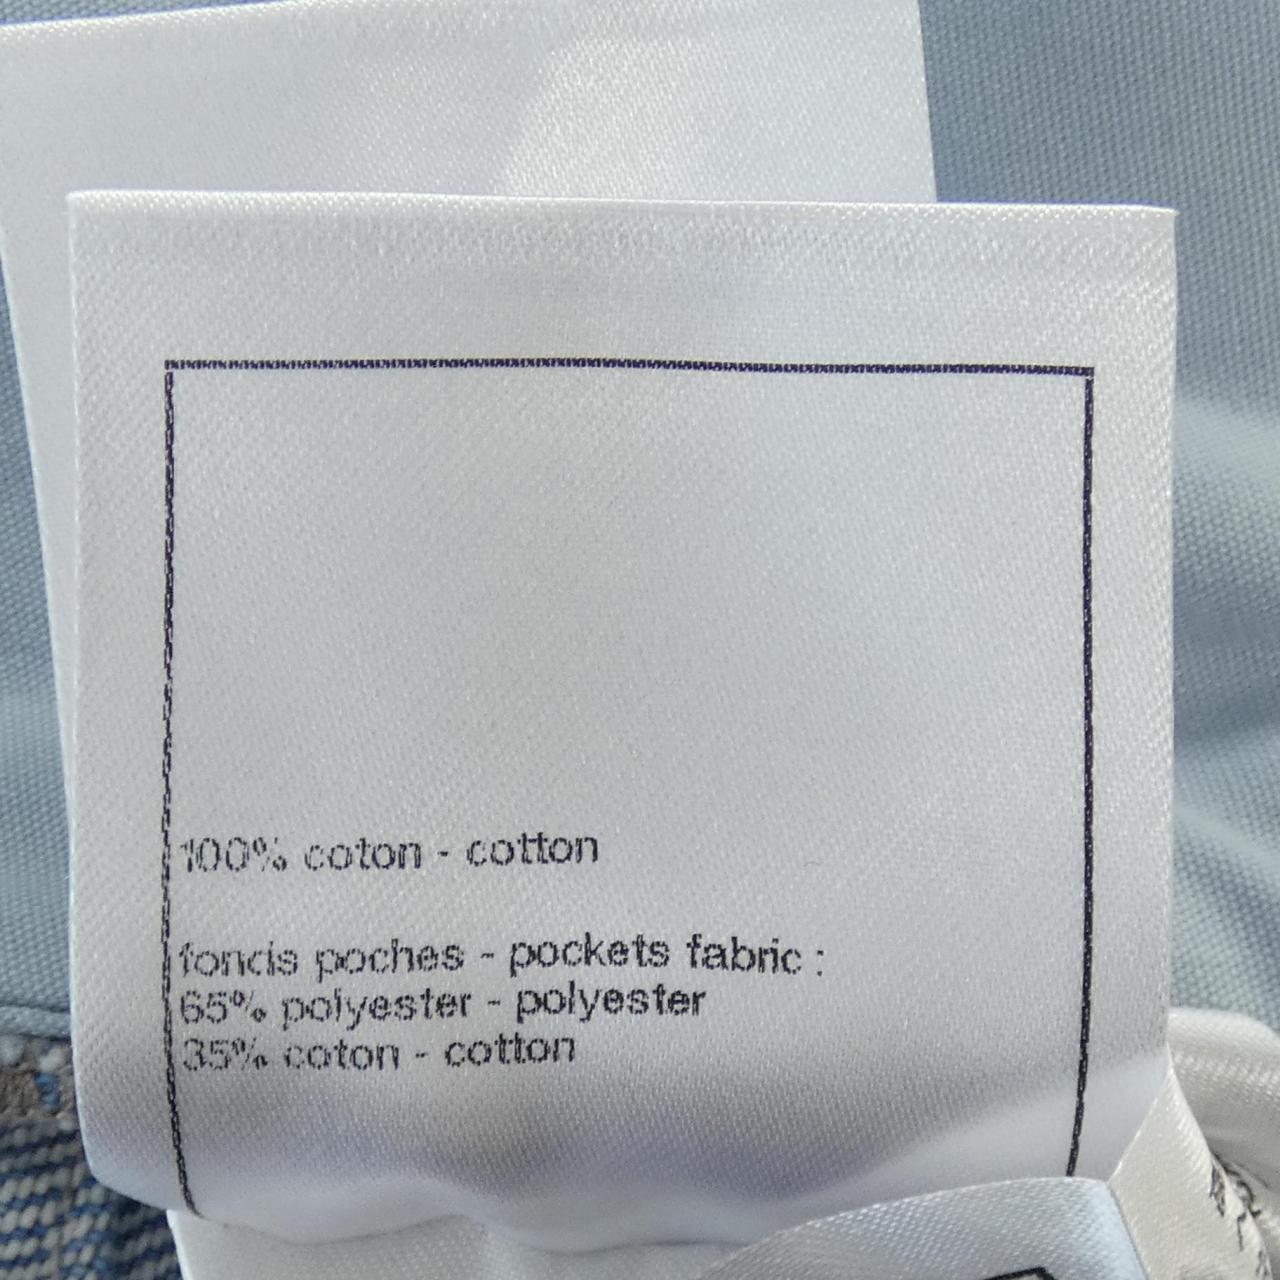 100% coton - cotton
fonds poches - pockets fabric :
65% polyester - polyester
35% coton - cotton